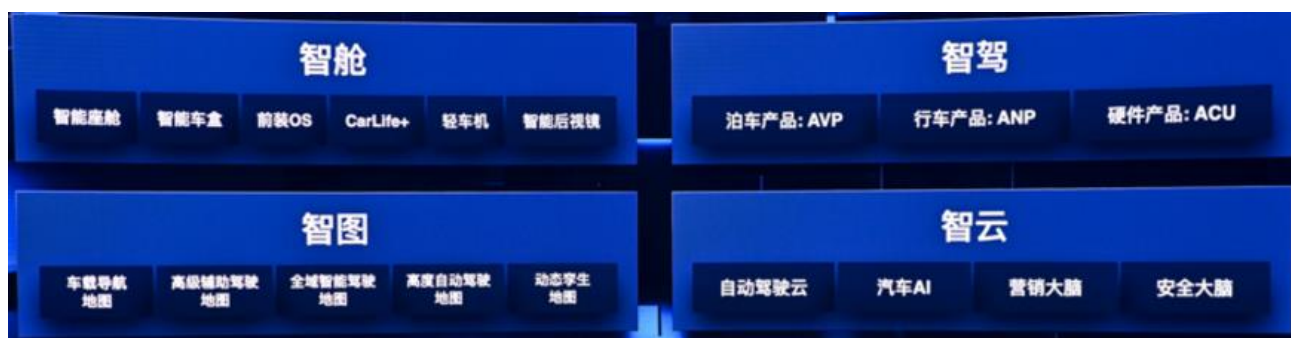 智舱
智能座舱 智能车盒 前装OS CarLife+ 轻车机 智能后视镜
智驾
泊车产品: AVP 行车产品: ANP 硬件产品: ACU
智图
车载导航
地图
高级辅助驾驶
地图
全域智能驾驶
地图
高度自动驾驶
地图
动态孪生
地图
智云
自动驾驶云 汽车AI 营销大脑 安全大脑